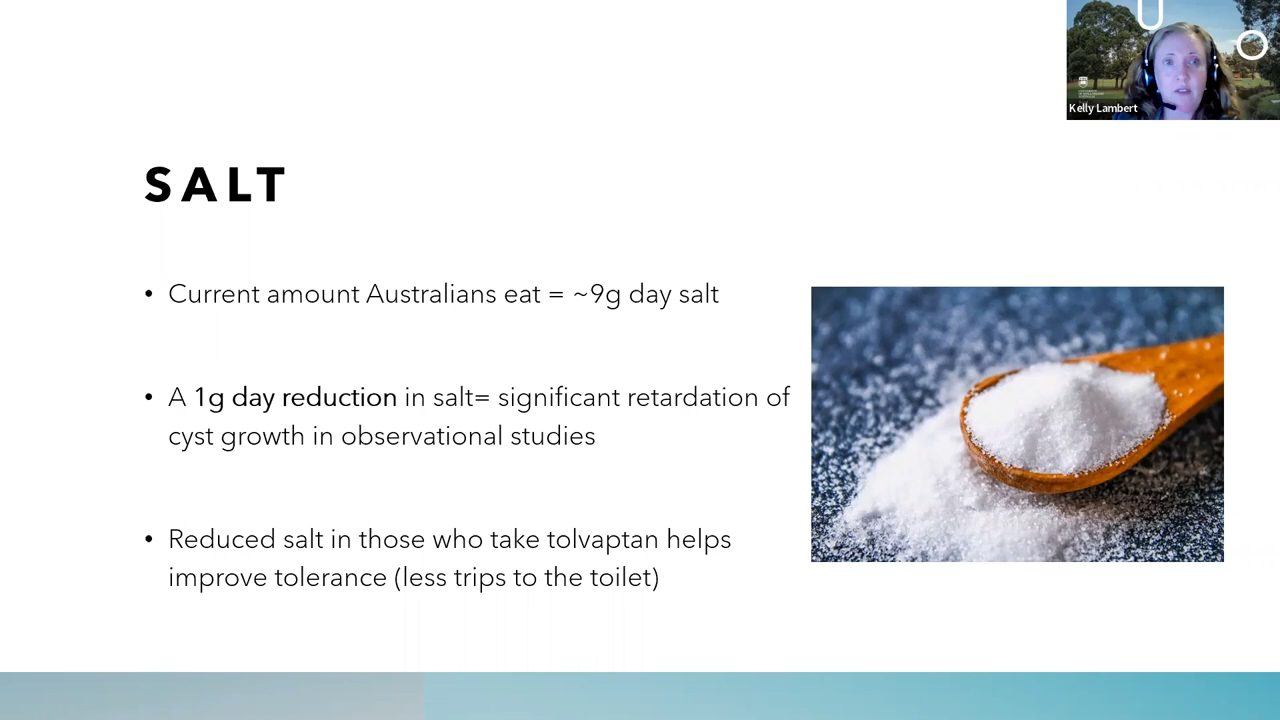 Kelly Lambert
SALT
• Current amount Australians eat = ~9g day salt
• A 1g day reduction in salt= significant retardation of
cyst growth in observational studies
• Reduced salt in those who take tolvaptan helps
improve tolerance (less trips to the toilet)